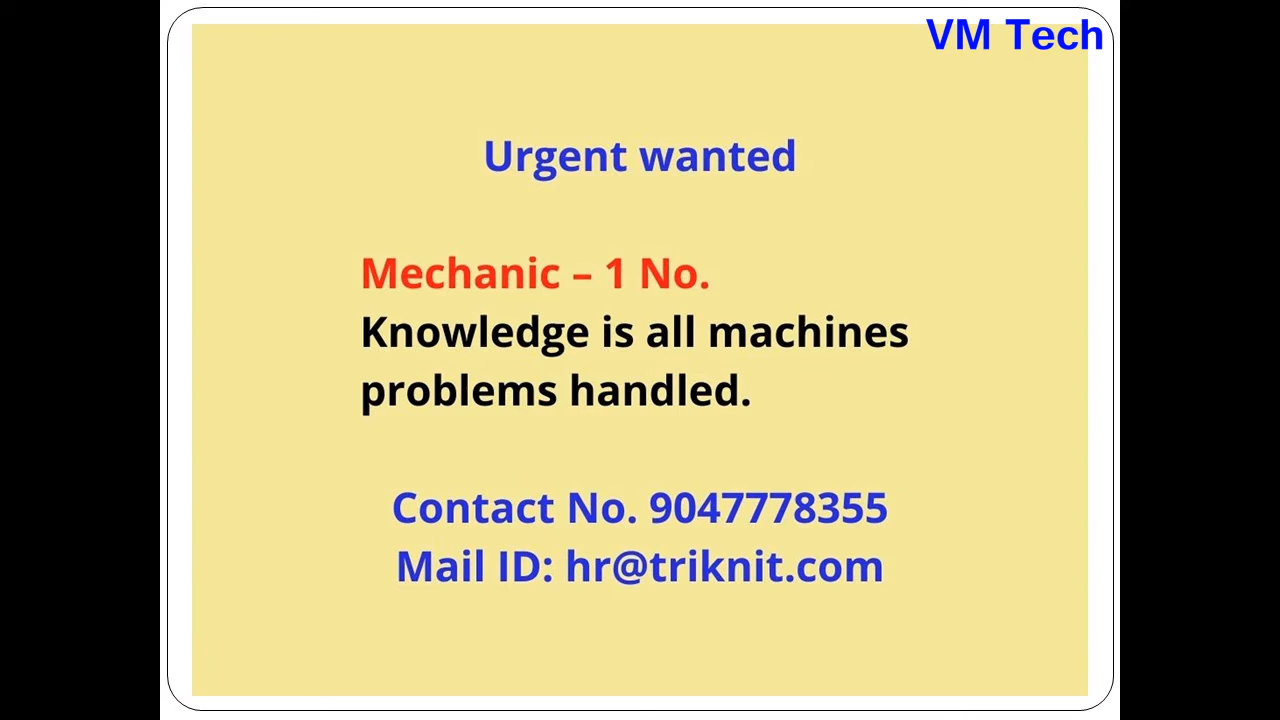 VM Tech
Urgent wanted
Mechanic – 1 No.
Knowledge is all machines
problems handled.
Contact No. 9047778355
Mail ID: hr@triknit.com